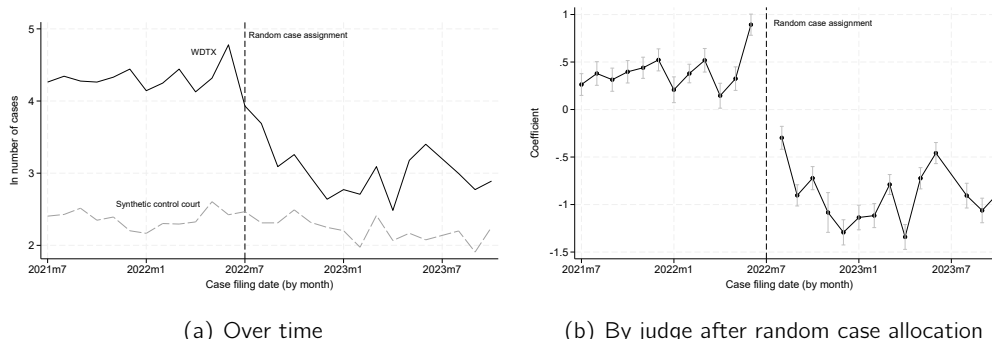 5
4
3
2
ln number of cases
WDTX
Random case assignment
Synthetic control court
2021m7
2022m1
2022m7
2023m1
2023m7
Case filing date (by month)
(a) Over time
1
.5
0
-.5
-1
-1.5
Coefficient
Random case assignment
2021m7
2022m1
2022m7
2023m1
2023m7
Case filing date (by month)
(b) By judge after random case allocation